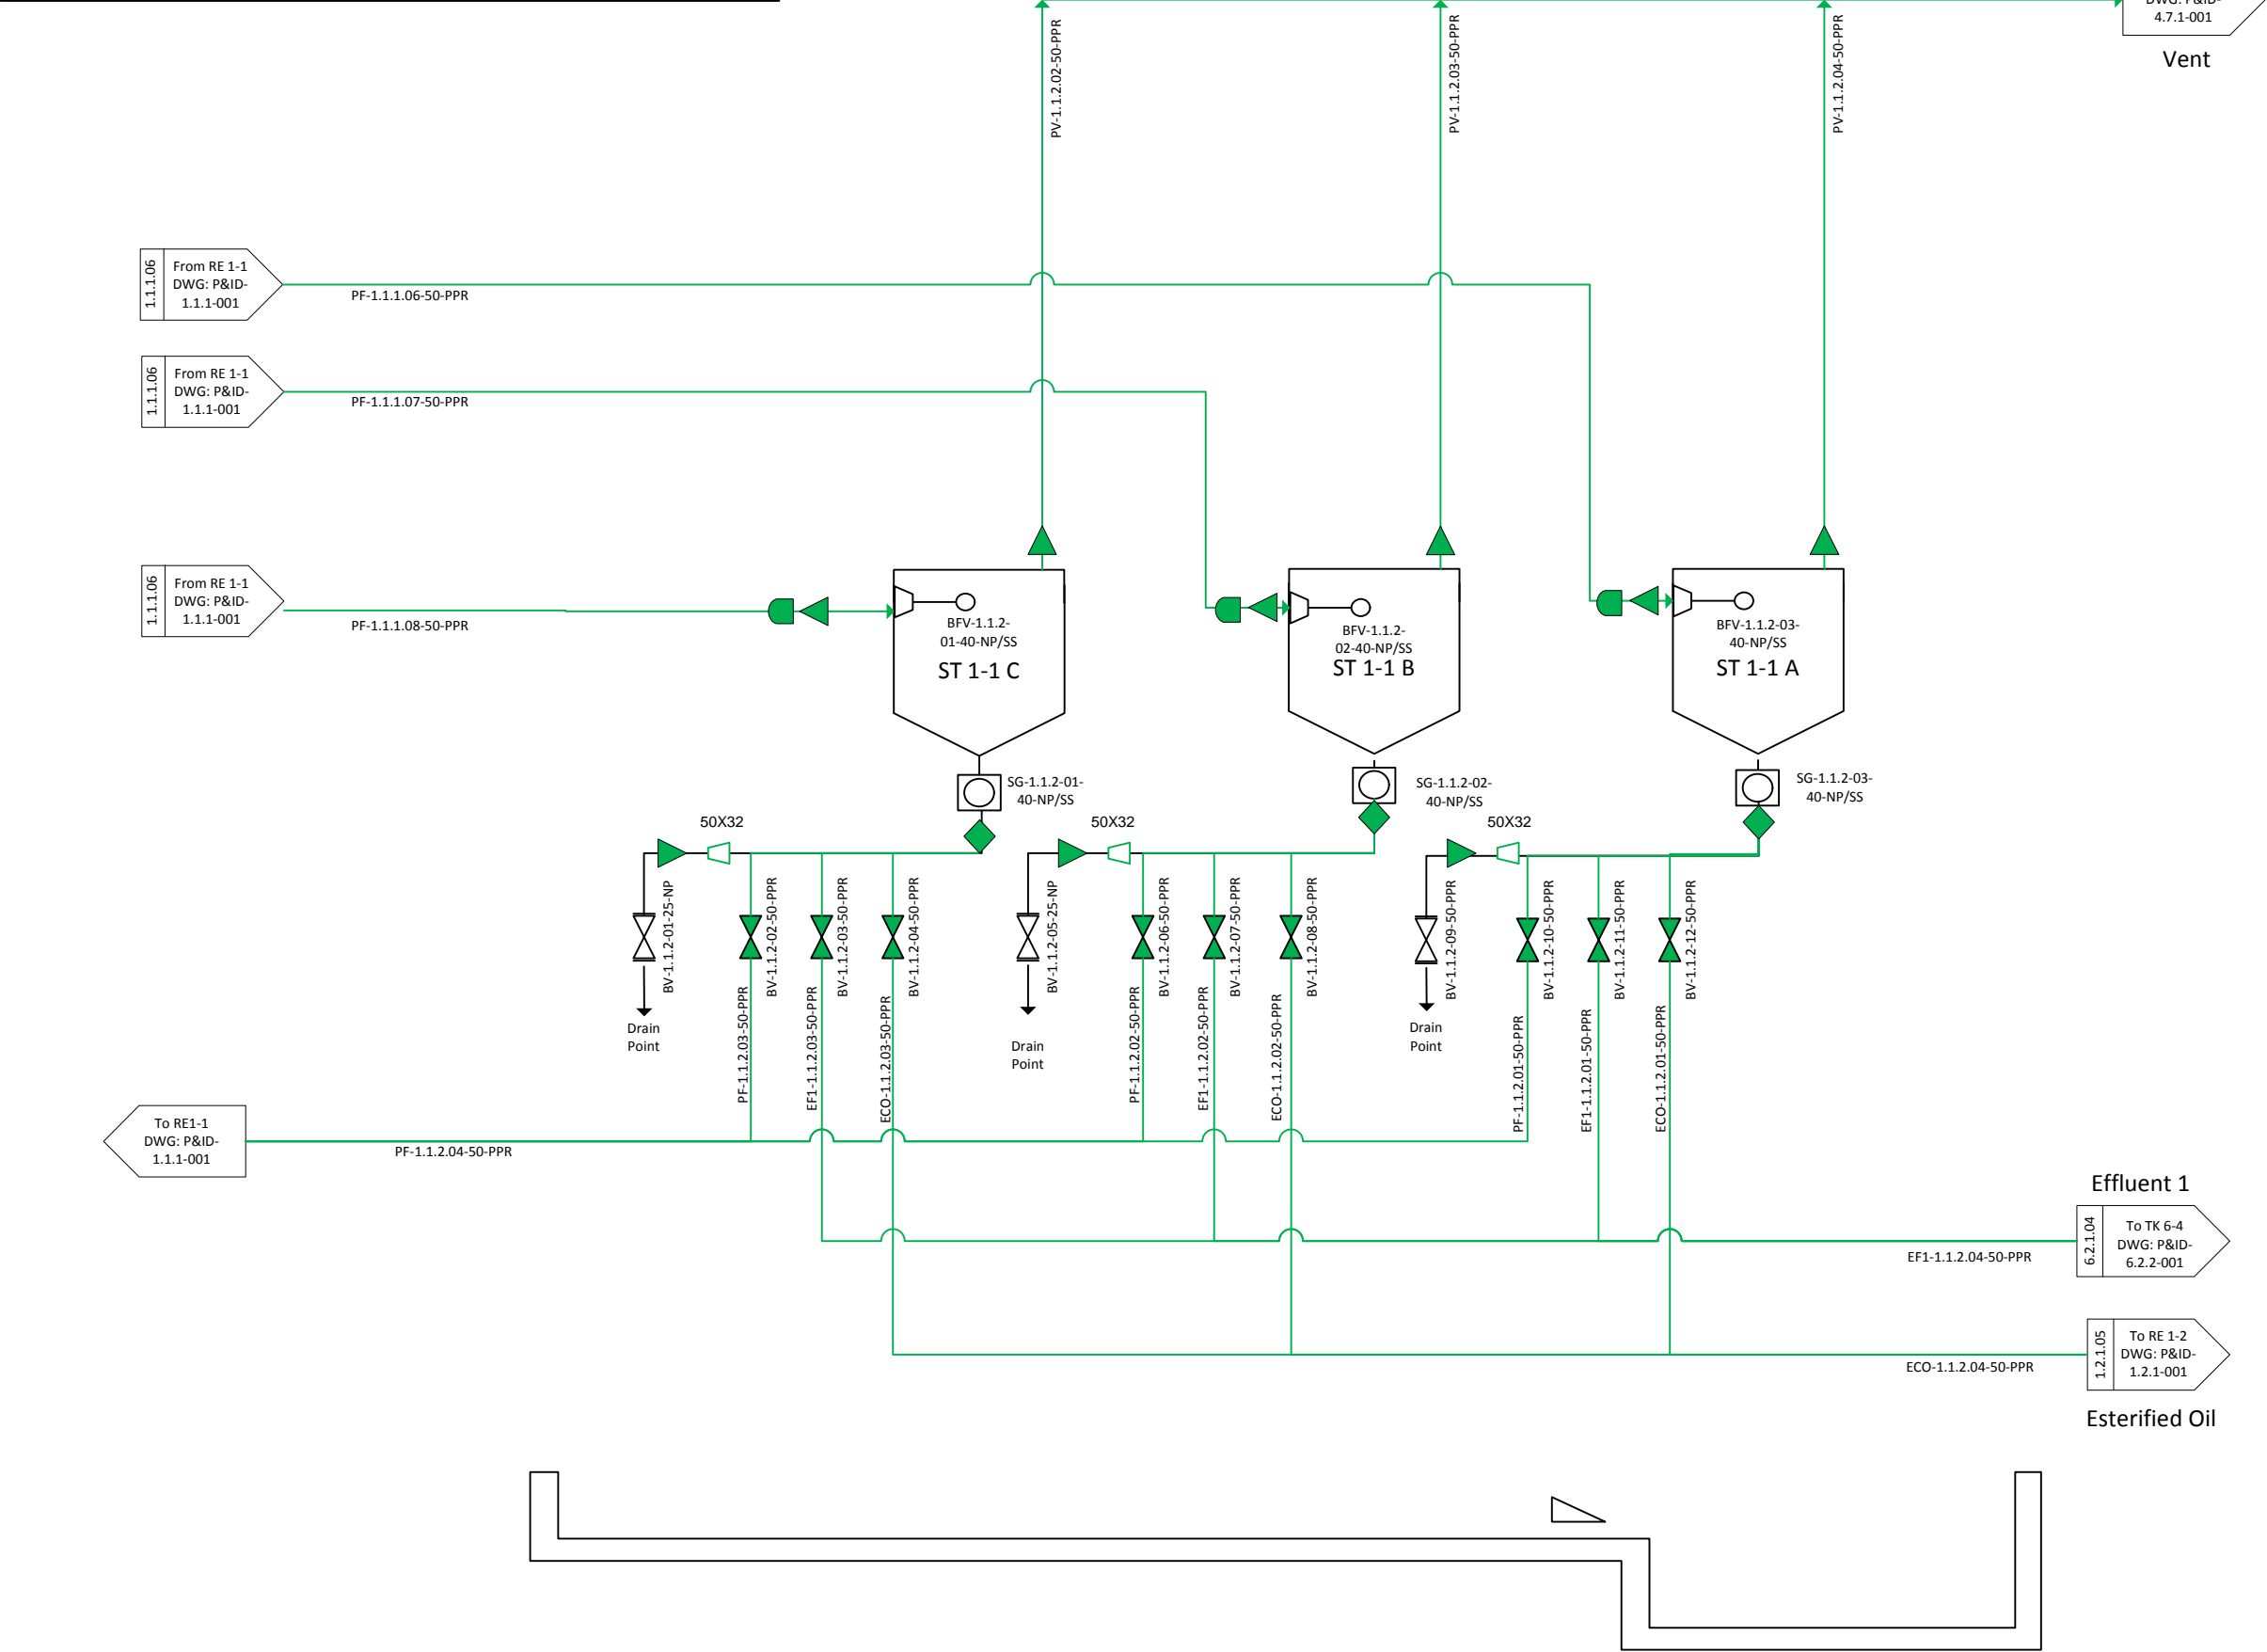 DWG: P&ID-
4.7.1-001
Vent
PV-1.1.2.02-50-PPR
PV-1.1.2.03-50-PPR
PV-1.1.2.04-50-PPR
1.1.1.06
From RE 1-1
DWG: P&ID-
1.1.1-001
PF-1.1.1.06-50-PPR
1.1.1.06
From RE 1-1
DWG: P&ID-
1.1.1-001
PF-1.1.1.07-50-PPR
1.1.1.06
From RE 1-1
DWG: P&ID-
1.1.1-001
PF-1.1.1.08-50-PPR
BFV-1.1.2-
01-40-NP/SS
ST 1-1 C
BFV-1.1.2-
02-40-NP/SS
ST 1-1 B
BFV-1.1.2-03-
40-NP/SS
ST 1-1 A
SG-1.1.2-01-
40-NP/SS
SG-1.1.2-02-
40-NP/SS
SG-1.1.2-03-
40-NP/SS
50X32
50X32
50X32
BV-1.1.2-01-25-NP
BV-1.1.2-02-50-PPR
BV-1.1.2-03-50-PPR
BV-1.1.2-04-50-PPR
BV-1.1.2-05-25-NP
BV-1.1.2-06-50-PPR
BV-1.1.2-07-50-PPR
BV-1.1.2-08-50-PPR
BV-1.1.2-09-50-PPR
BV-1.1.2-10-50-PPR
BV-1.1.2-11-50-PPR
BV-1.1.2-12-50-PPR
Drain
Point
PF-1.1.2.03-50-PPR
EF1-1.1.2.03-50-PPR
ECO-1.1.2.03-50-PPR
Drain
Point
PF-1.1.2.02-50-PPR
EF1-1.1.2.02-50-PPR
ECO-1.1.2.02-50-PPR
Drain
Point
PF-1.1.2.01-50-PPR
EF1-1.1.2.01-50-PPR
ECO-1.1.2.01-50-PPR
To RE1-1
DWG: P&ID-
1.1.1-001
PF-1.1.2.04-50-PPR
Effluent 1
6.2.1.04
To TK 6-4
DWG: P&ID-
6.2.2-001
EF1-1.1.2.04-50-PPR
1.2.1.05
To RE 1-2
DWG: P&ID-
1.2.1-001
ECO-1.1.2.04-50-PPR
Esterified Oil